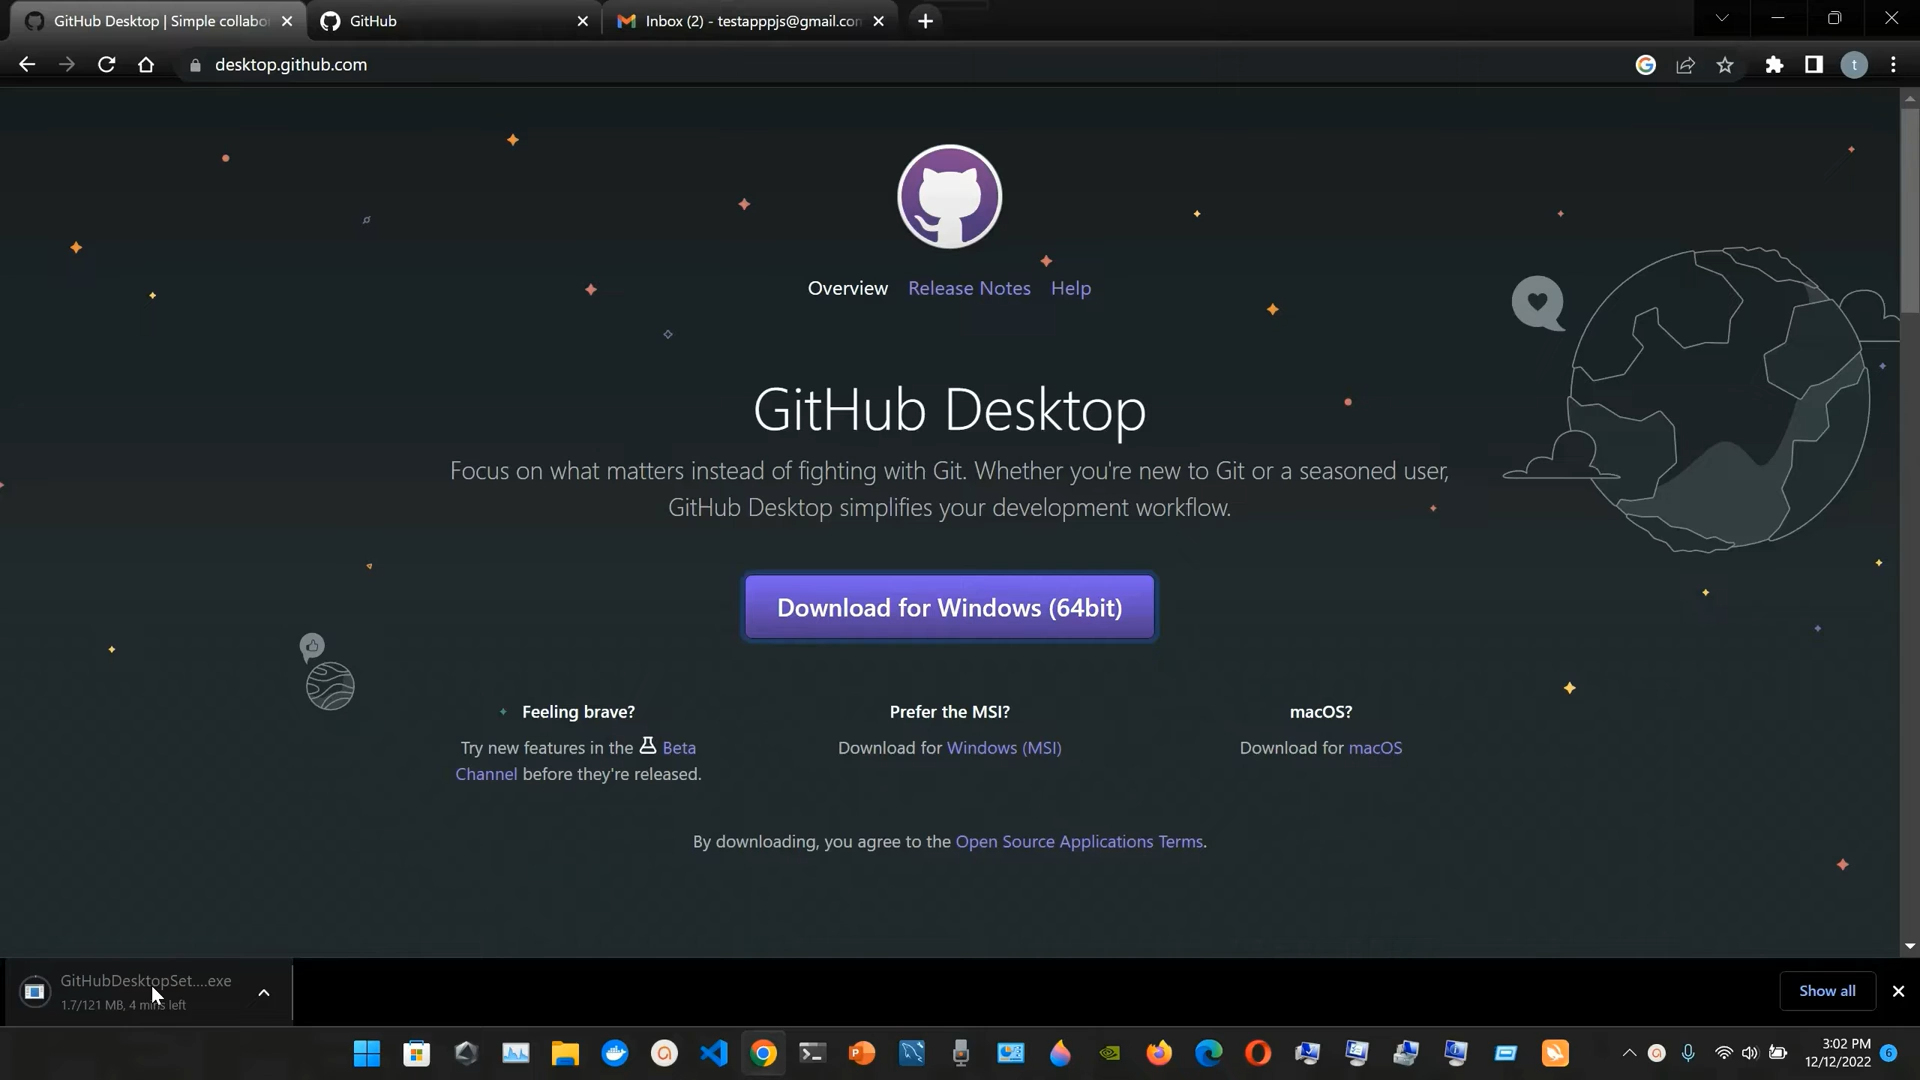 GitHub Desktop | Simple collabo
GitHub
Inbox (2) - testapppjs@gmail.con
desktop.github.com
t
Overview Release Notes Help
GitHub Desktop
Focus on what matters instead of fighting with Git. Whether you're new to Git or a seasoned user,
GitHub Desktop simplifies your development workflow.
Download for Windows (64bit)
Feeling brave?
Try new features in the Beta
Channel before they're released.
Prefer the MSI?
Download for Windows (MSI)
macOS?
Download for macOS
By downloading, you agree to the Open Source Applications Terms.
GitHubDesktopSet....exe
1.7/121 MB, 4 mins left
Show all
3:02 PM
12/12/2022
6